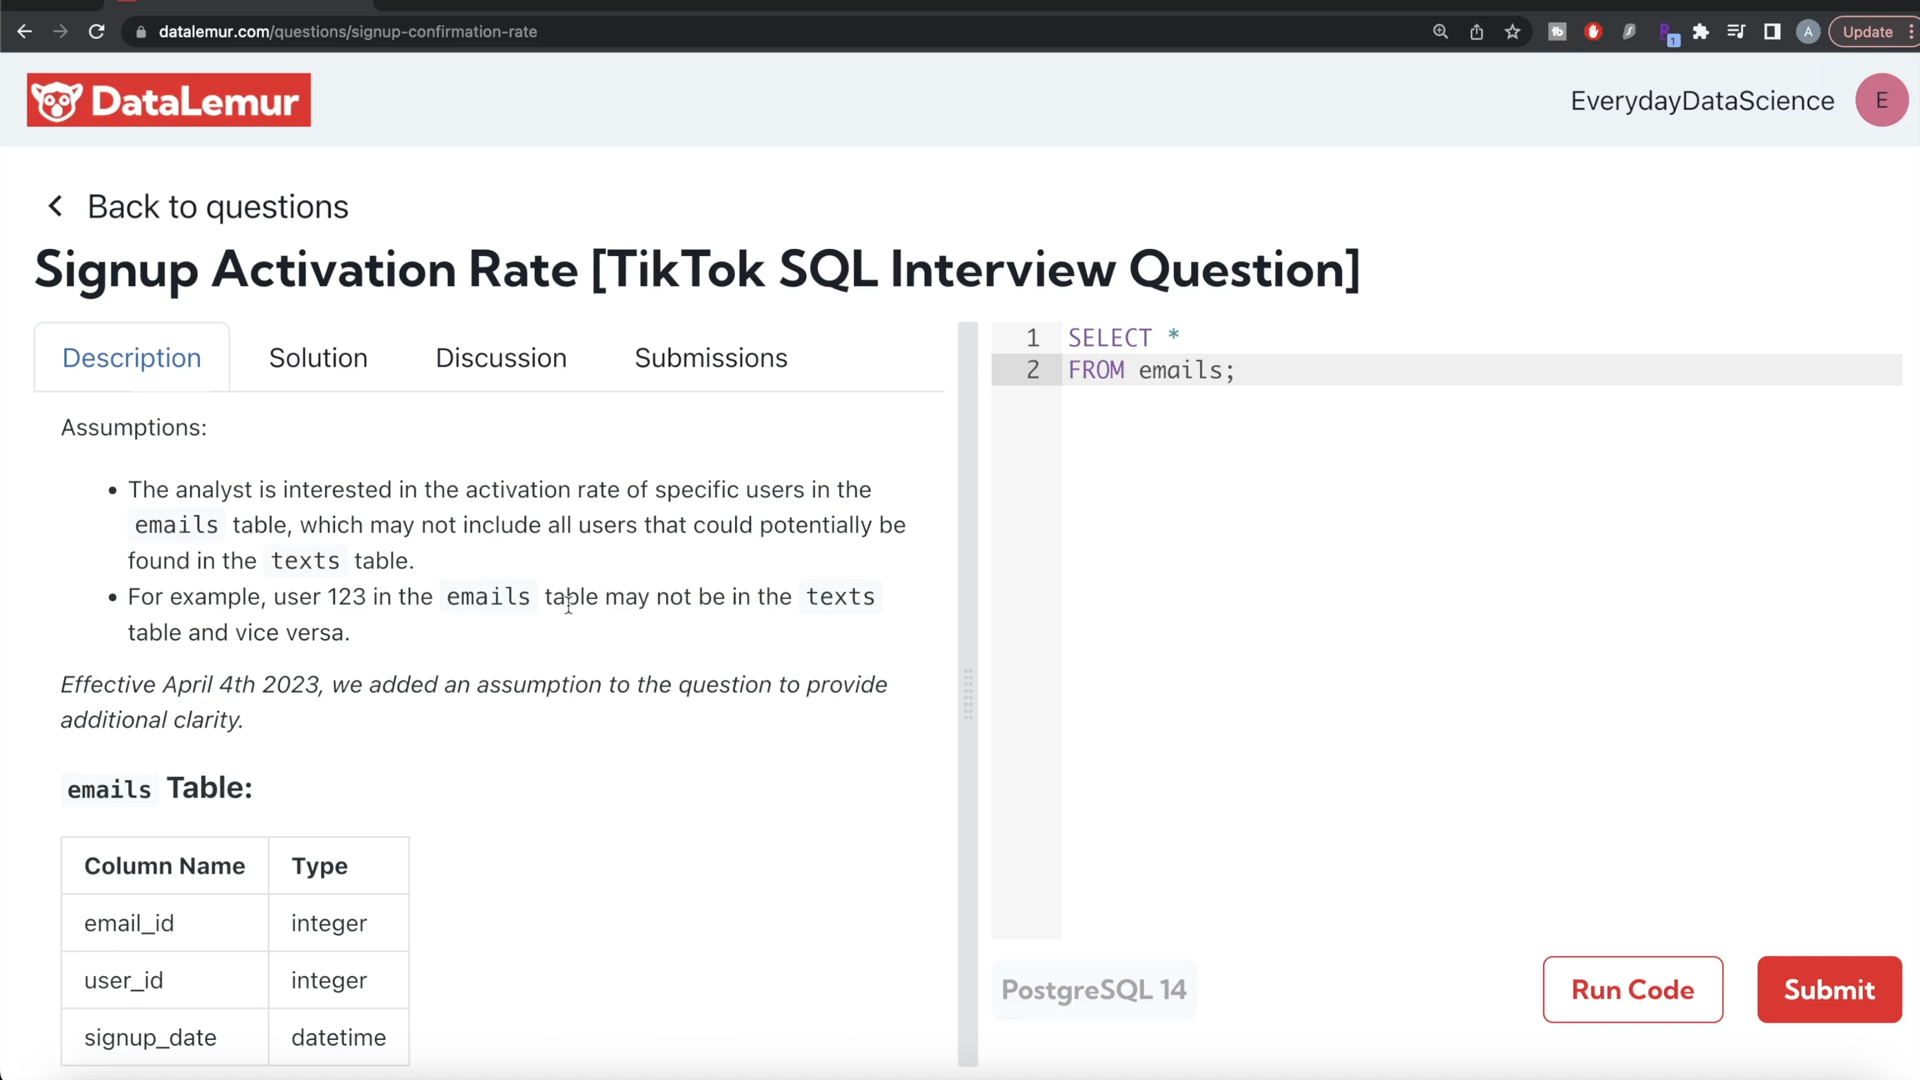 datalemur.com/questions/signup-confirmation-rate
1
A
Update
DataLemur
EverydayDataScience
E
Back to questions
Signup Activation Rate [TikTok SQL Interview Question]
Description
Solution
Discussion
Submissions
Assumptions:
• The analyst is interested in the activation rate of specific users in the
emails table, which may not include all users that could potentially be
found in the texts table.
• For example, user 123 in the emails table may not be in the texts
table and vice versa.
Effective April 4th 2023, we added an assumption to the question to provide
additional clarity.
emails Table:
Column Name Type
email_id integer
user_id integer
signup_date datetime
1 SELECT *
2 FROM emails;
PostgreSQL 14
Run Code
Submit